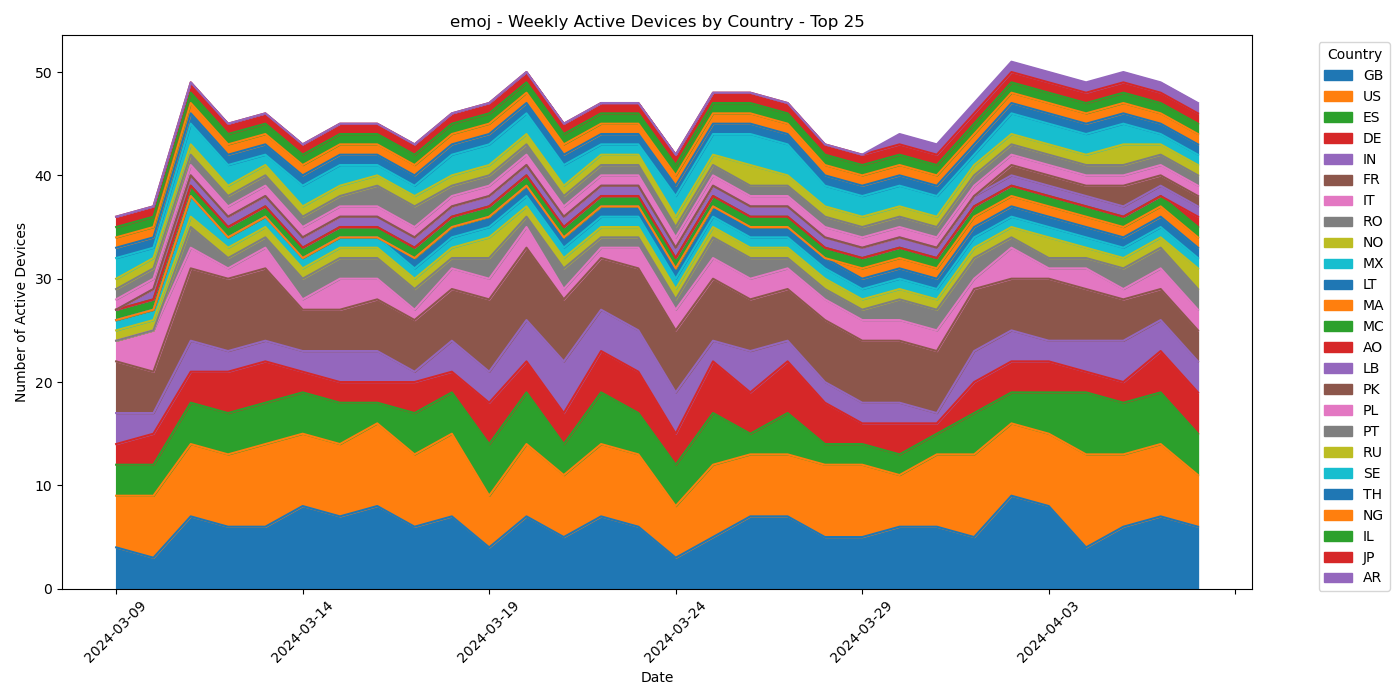 emoj - Weekly Active Devices by Country - Top 25
Number of Active Devices
50
40
30
20
10
0
2024-03-09
2024-03-14
2024-03-19
2024-03-24
2024-03-29
2024-04-03
Date
Country
GB
US
ES
DE
IN
FR
IT
RO
NO
MX
LT
MA
MC
AO
LB
PK
PL
PT
RU
SE
TH
NG
IL
JP
AR